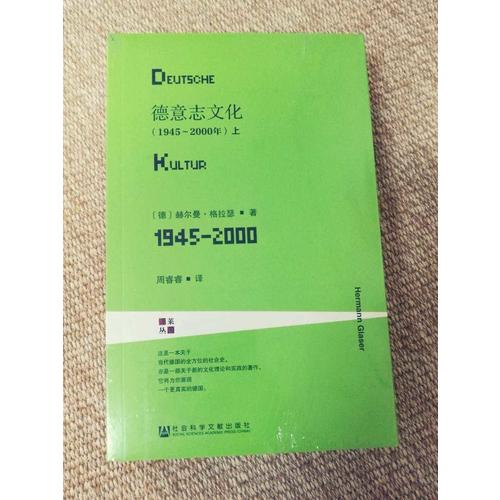 DEUTSCHE
德意志文化
（1945～2000年）上
KULTUR
〔德〕赫尔曼·格拉瑟 ■ 著
1945-2000
周睿睿 ■ 译
Hermann Glaser
莱
丛
这是一本关于
当代德国的全方位的社会史。
亦是一部关于新的文化理论和实践的著作。
它将为您展现
一个更真实的德国。
社会科学文献出版社
SOCIAL SCIENCES ACADEMIC PRESS (CHINA)